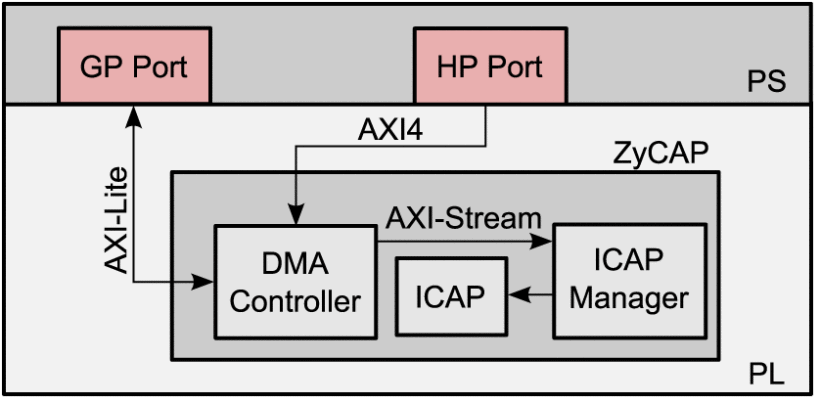 GP Port
HP Port
PS
AXI4
ZyCAP
AXI-Lite
AXI-Stream
DMA
Controller
ICAP
ICAP
Manager
PL